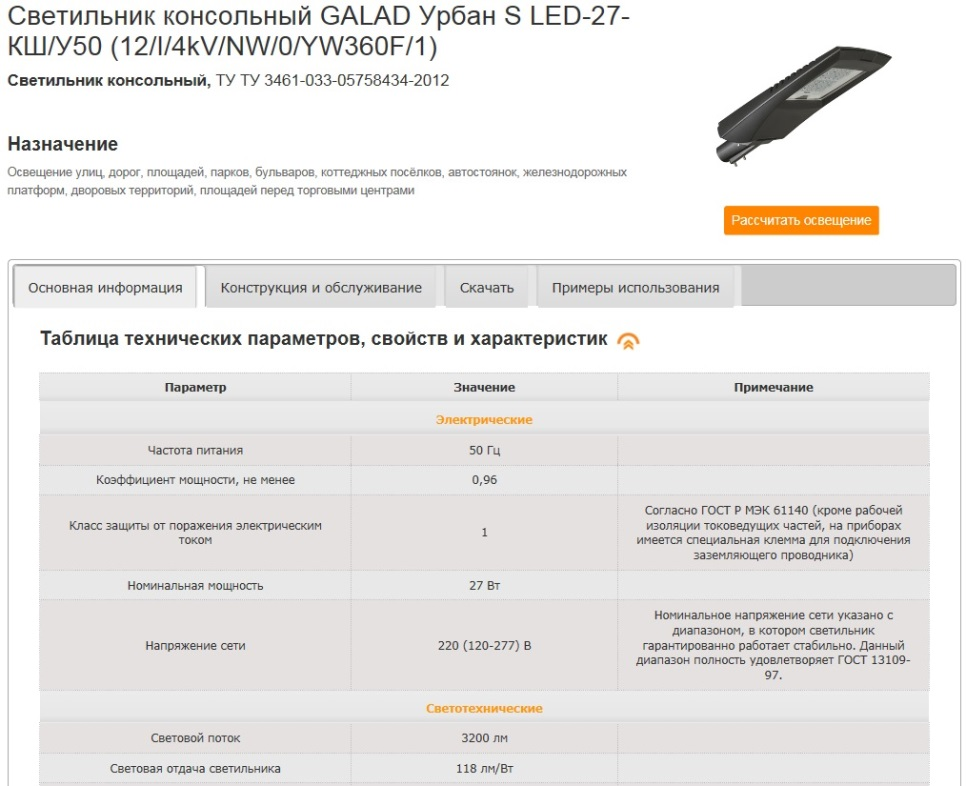 Светильник консольный GALAD Урбан S LED-27-
КШ/У50 (12/I/4kV/NW/0/YW360F/1)
Светильник консольный, ТУ ТУ 3461-033-05758434-2012
Назначение
Освещение улиц, дорог, площадей, парков, бульваров, коттеджных посёлков, автостоянок, железнодорожных
платформ, дворовых территорий, площадей перед торговыми центрами
Рассчитать освещение
Основная информация Конструкция и обслуживание Скачать Примеры использования
Таблица технических параметров, свойств и характеристик
Параметр Значение Примечание
Электрические
Частота питания 50 Гц
Коэффициент мощности, не менее 0,96
Класс защиты от поражения электрическим
током
1
Согласно ГОСТ Р МЭК 61140 (кроме рабочей
изоляции токоведущих частей, на приборах
имеется специальная клемма для подключения
заземляющего проводника)
Номинальная мощность 27 Вт
Напряжение сети 220 (120-277) В
Номинальное напряжение сети указано с
диапазоном, в котором светильник
гарантированно работает стабильно. Данный
диапазон полность удовлетворяет ГОСТ 13109-
97.
Светотехнические
Световой поток 3200 лм
Световая отдача светильника 118 лм/Вт